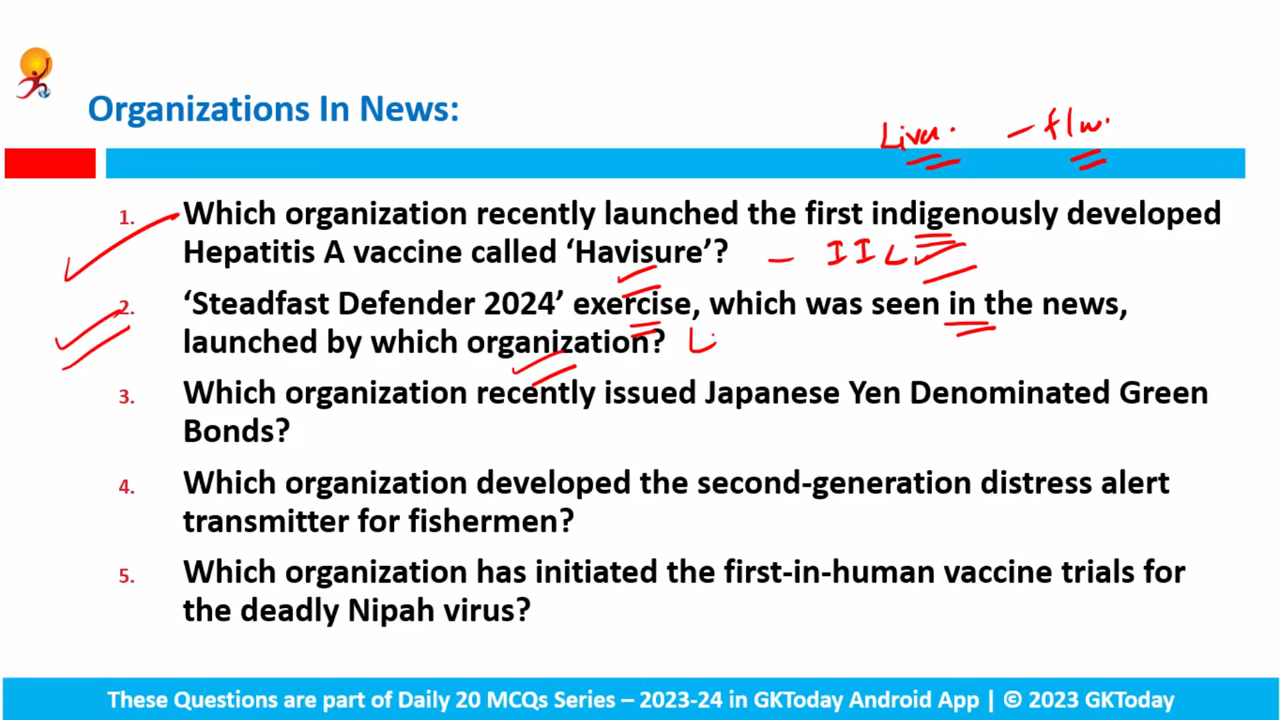 Organizations In News:
Liver. – flu.
1. Which organization recently launched the first indigenously developed
Hepatitis A vaccine called ‘Havisure’? – IIL
2. ‘Steadfast Defender 2024’ exercise, which was seen in the news,
launched by which organization?
3. Which organization recently issued Japanese Yen Denominated Green
Bonds?
4. Which organization developed the second-generation distress alert
transmitter for fishermen?
5. Which organization has initiated the first-in-human vaccine trials for
the deadly Nipah virus?
These Questions are part of Daily 20 MCQs Series – 2023-24 in GKToday Android App | © 2023 GKToday